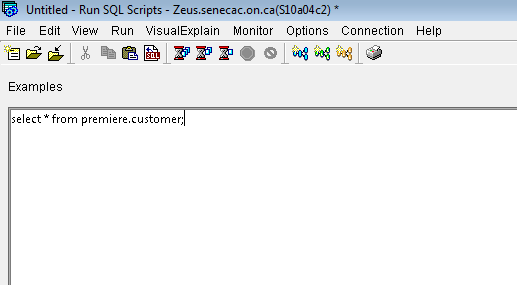 Untitled - Run SQL Scripts - Zeus.senecac.on.ca(S10a04c2) *
File Edit View Run VisualExplain Monitor Options Connection Help
SQL
Examples
select * from premiere.customer;